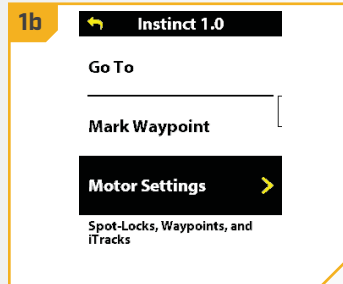 1b
Instinct 1.0
Go To
Mark Waypoint
Motor Settings
Spot-Locks, Waypoints, and
iTracks